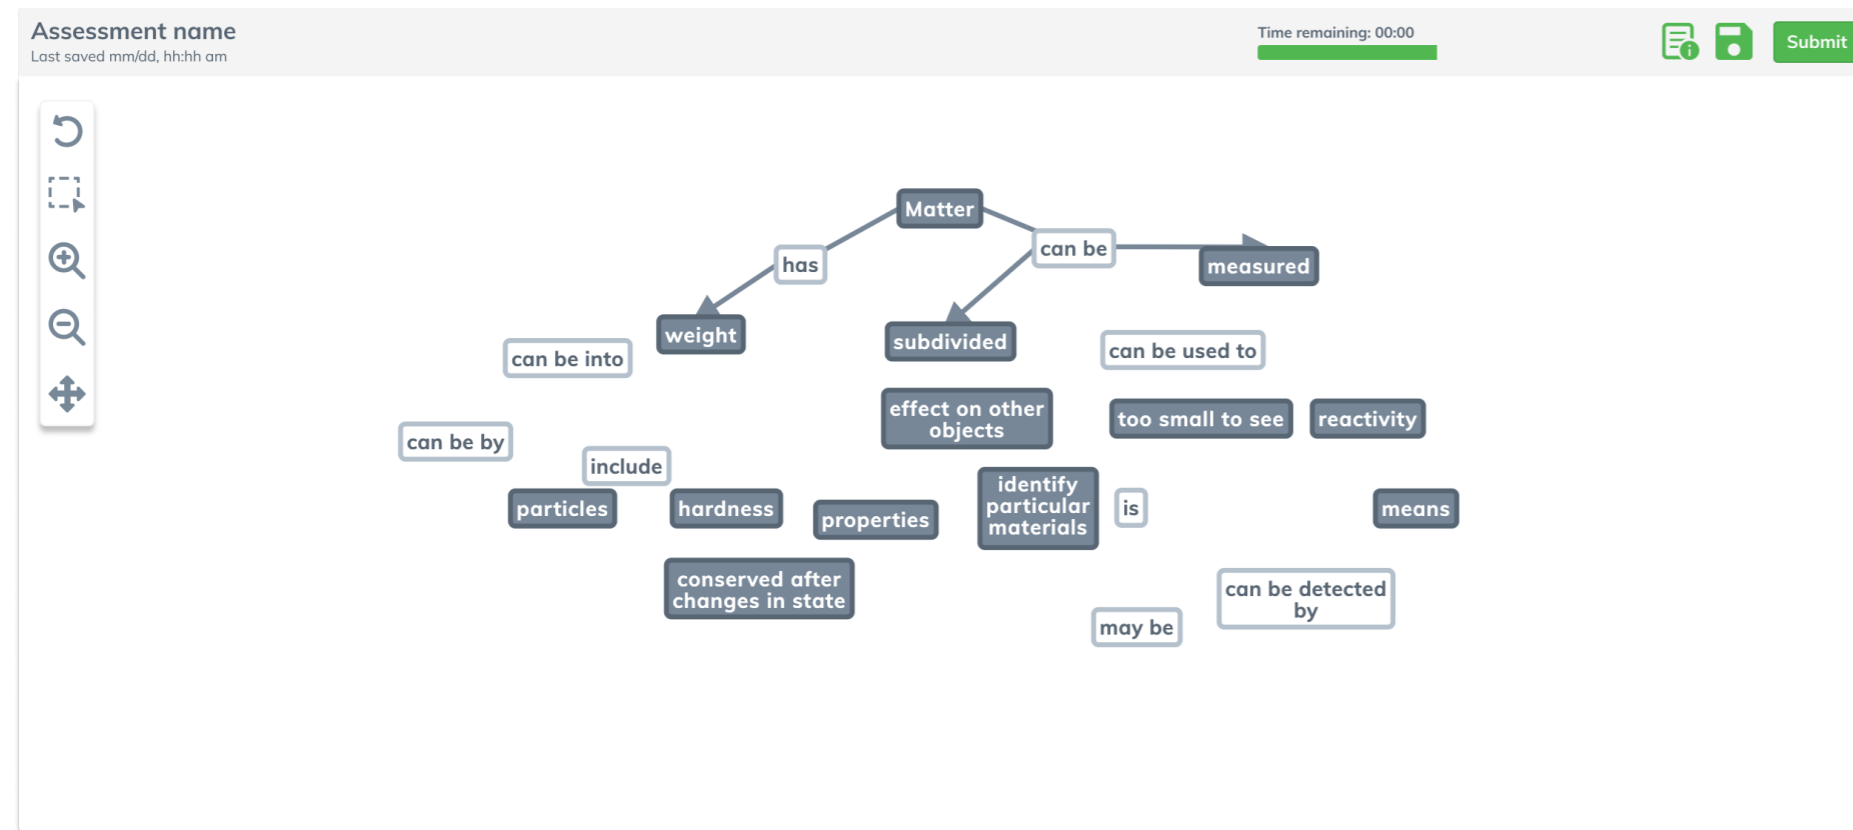 Assessment name
Last saved mm/dd, hh:hh am
Time remaining: 00:00
Submit
Matter
can be
has
measured
weight
subdivided
can be into
can be used to
effect on other
objects
too small to see
reactivity
can be by
include
identify
particular
materials
particles
hardness
properties
is
means
conserved after
changes in state
can be detected
by
may be